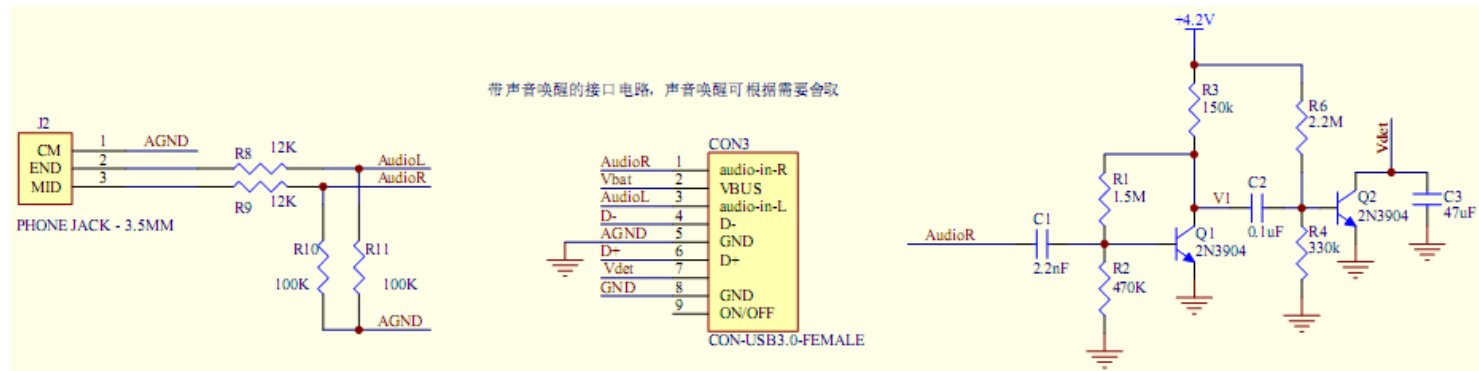 J2
CM
END
MID
1
2
3
AGND
R8
12K
AudioL
AudioR
R9
12K
PHONE JACK - 3.5MM
R10
100K
R11
100K
AGND
带声音唤醒的接口电路，声音唤醒可根据需要舍取
CON3
AudioR 1 audio-in-R
Vbat 2 VBUS
AudioL 3 audio-in-L
D- 4 D-
AGND 5 GND
D+ 6 D+
Vdet 7
GND 8 GND
9 ON/OFF
CON-USB3.0-FEMALE
+4.2V
R3
150k
R6
2.2M
Vdet
R1
1.5M
V1
C2
0.1uF
Q2
2N3904
C3
47uF
AudioR
C1
2.2nF
Q1
2N3904
R2
470K
R4
330k